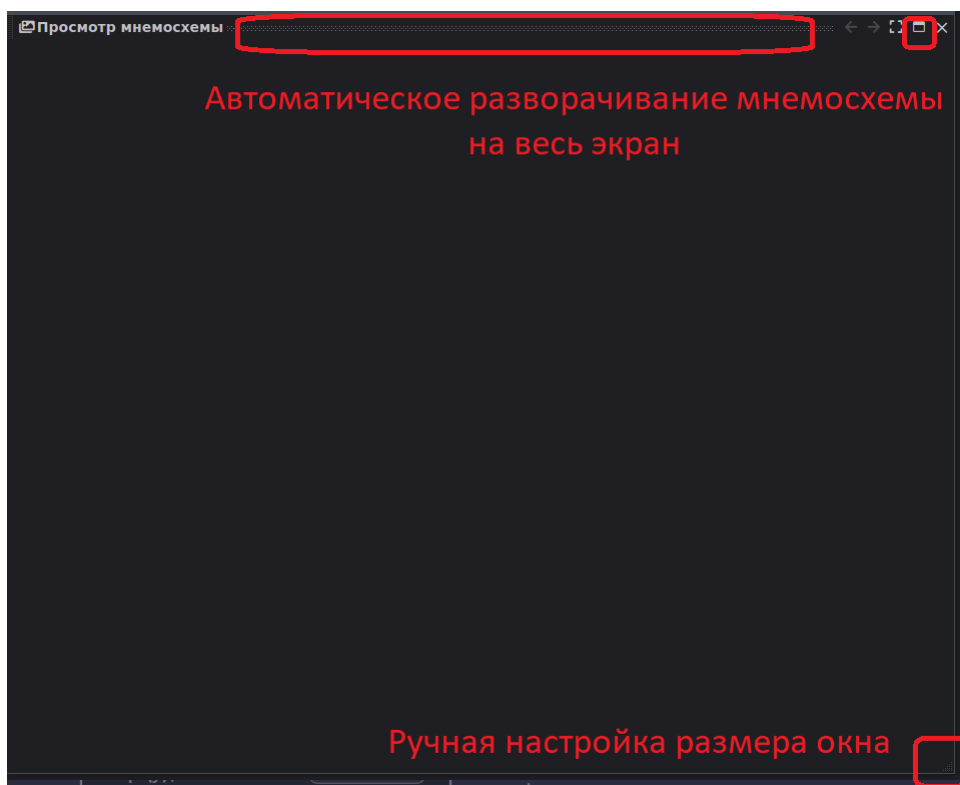 Просмотр мнемосхемы
Автоматическое разворачивание мнемосхемы
на весь экран
Ручная настройка размера окна